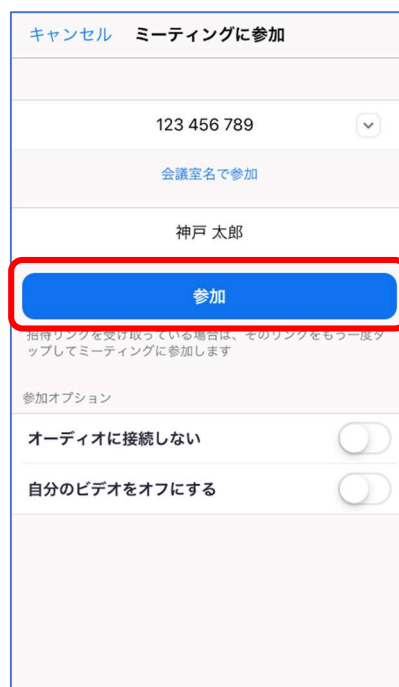 キャンセル ミーティングに参加
123 456 789
会議室名で参加
神戸 太郎
参加
招待リンクを受け取っている場合は、そのリンクをもう一度タ
ップしてミーティングに参加します
参加オプション
オーディオに接続しない
自分のビデオをオフにする